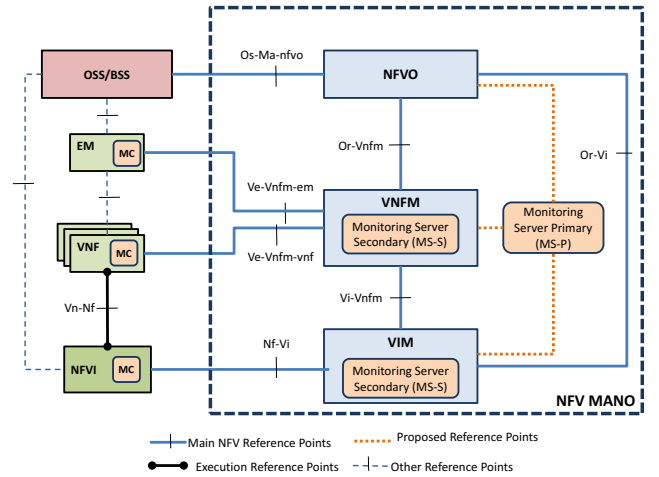 Os-Ma-nfvo
OSS/BSS
NFVO
EM
MC
Or-Vnfm
Or-Vi
Ve-Vnfm-em
VNFM
Monitoring Server
Secondary (MS-S)
Monitoring
Server Primary
(MS-P)
VNF
MC
Ve-Vnfm-vnf
Vn-Nf
Vi-Vnfm
Nf-Vi
VIM
NFVI
MC
Monitoring Server
Secondary (MS-S)
NFV MANO
Main NFV Reference Points
Proposed Reference Points
Execution Reference Points
Other Reference Points